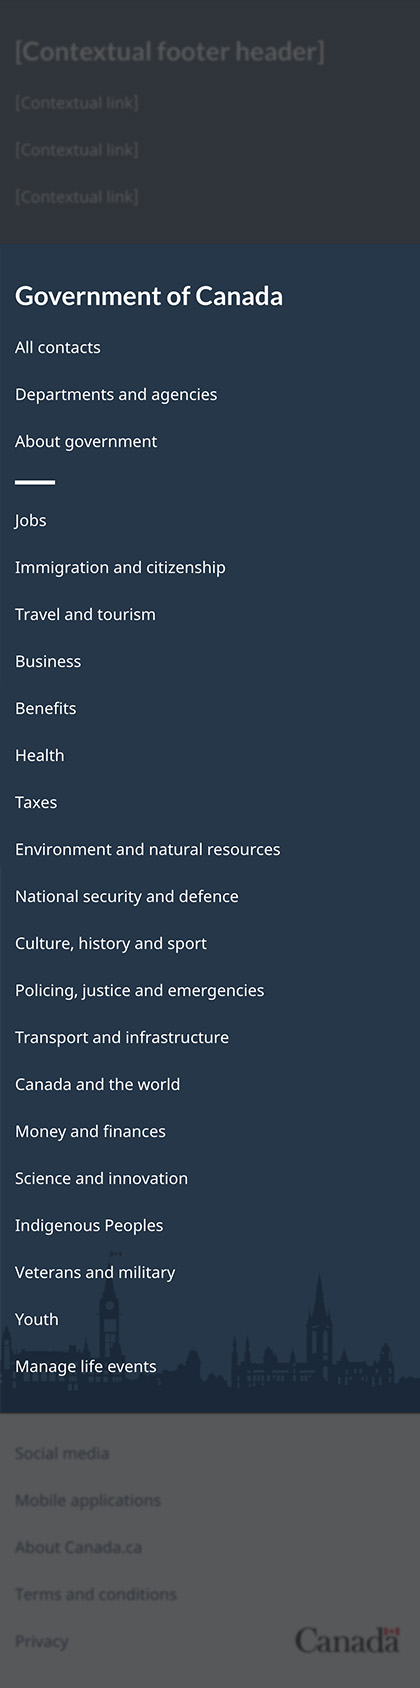 [Contextual footer header]
[Contextual link]
[Contextual link]
[Contextual link]
Government of Canada
All contacts
Departments and agencies
About government
Jobs
Immigration and citizenship
Travel and tourism
Business
Benefits
Health
Taxes
Environment and natural resources
National security and defence
Culture, history and sport
Policing, justice and emergencies
Transport and infrastructure
Canada and the world
Money and finances
Science and innovation
Indigenous Peoples
Veterans and military
Youth
Manage life events
Social media
Mobile applications
About Canada.ca
Terms and conditions
Privacy
Canada